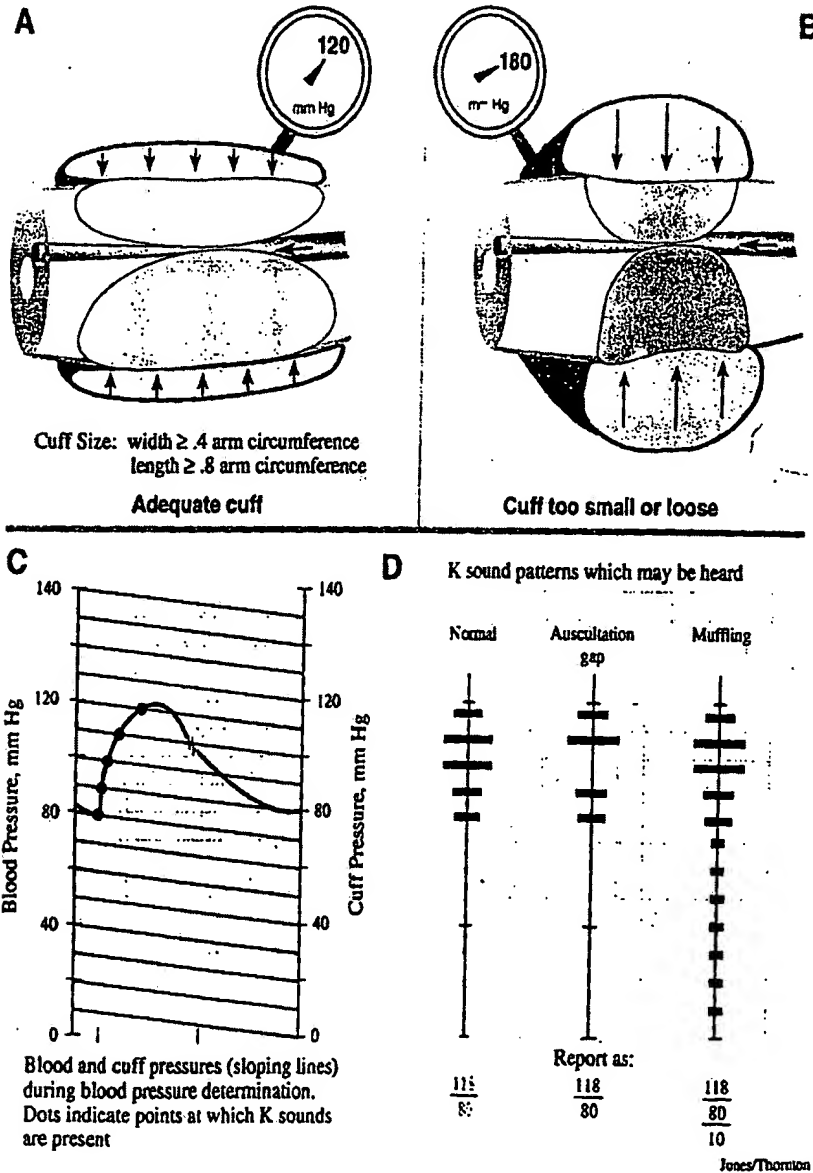 A
B
120
mm Hg
180
Hg
Cuff Size: width ≥ .4 arm circumference
length ≥ .8 arm circumference
Adequate cuff
Cuff too small or loose
C
140
120
80
40
0
Blood Pressure, mm Hg
140
120
80
40
0
Cuff Pressure, mm Hg
Blood and cuff pressures (sloping lines)
during blood pressure determination.
Dots indicate points at which K sounds
are present
D
K sound patterns which may be heard
Normal
Auscultation
gap
Muffling
Report as:
118
80
118
80
10
Jones/Thornton